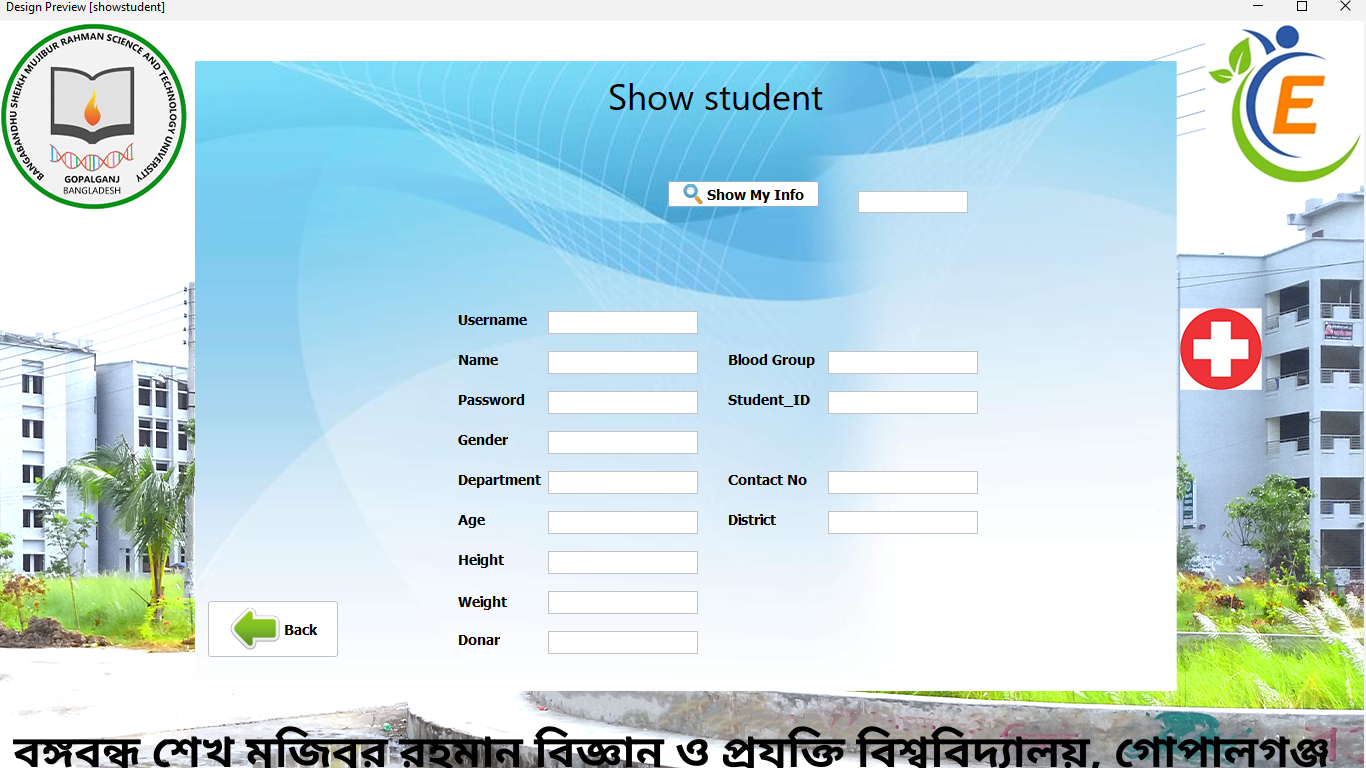 Design Preview [showstudent]
BANGABANDHU SHEIKH MUJIBUR RAHMAN SCIENCE AND TECHNOLOGY UNIVERSITY
GOPALGANJ
BANGLADESH
E
Show student
Show My Info
Username
Name
Blood Group
Password
Student_ID
Gender
Department
Contact No
Age
District
Height
Weight
Donar
Back
বঙ্গবন্ধু শেখ মুজিবুর রহমান বিজ্ঞান ও প্রযুক্তি বিশ্ববিদ্যালয়, গোপালগঞ্জ